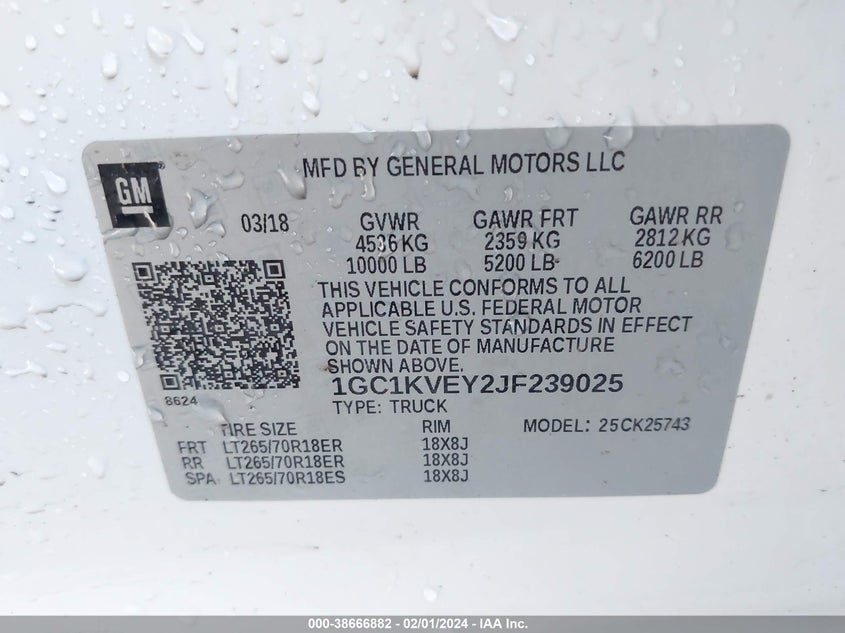 GM
MFD BY GENERAL MOTORS LLC
03/18 GVWR GAWR FRT GAWR RR
4536 KG 2359 KG 2812 KG
10000 LB 5200 LB 6200 LB
THIS VEHICLE CONFORMS TO ALL
APPLICABLE U.S. FEDERAL MOTOR
VEHICLE SAFETY STANDARDS IN EFFECT
ON THE DATE OF MANUFACTURE
SHOWN ABOVE.
8624
1GC1KVEY2JF239025
TYPE: TRUCK
TIRE SIZE RIM MODEL: 25CK25743
FRT LT265/70R18ER 18X8J
RR LT265/70R18ER 18X8J
SPA LT265/70R18ES 18X8J
000-38666882 - 02/01/2024 - IAA Inc.